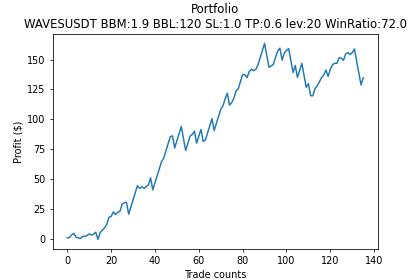 Portfolio
WAVESUSDT BBM:1.9 BBL:120 SL:1.0 TP:0.6 lev:20 WinRatio:72.0
Profit ($)
150
125
100
75
50
25
0
0 20 40 60 80 100 120 140
Trade counts